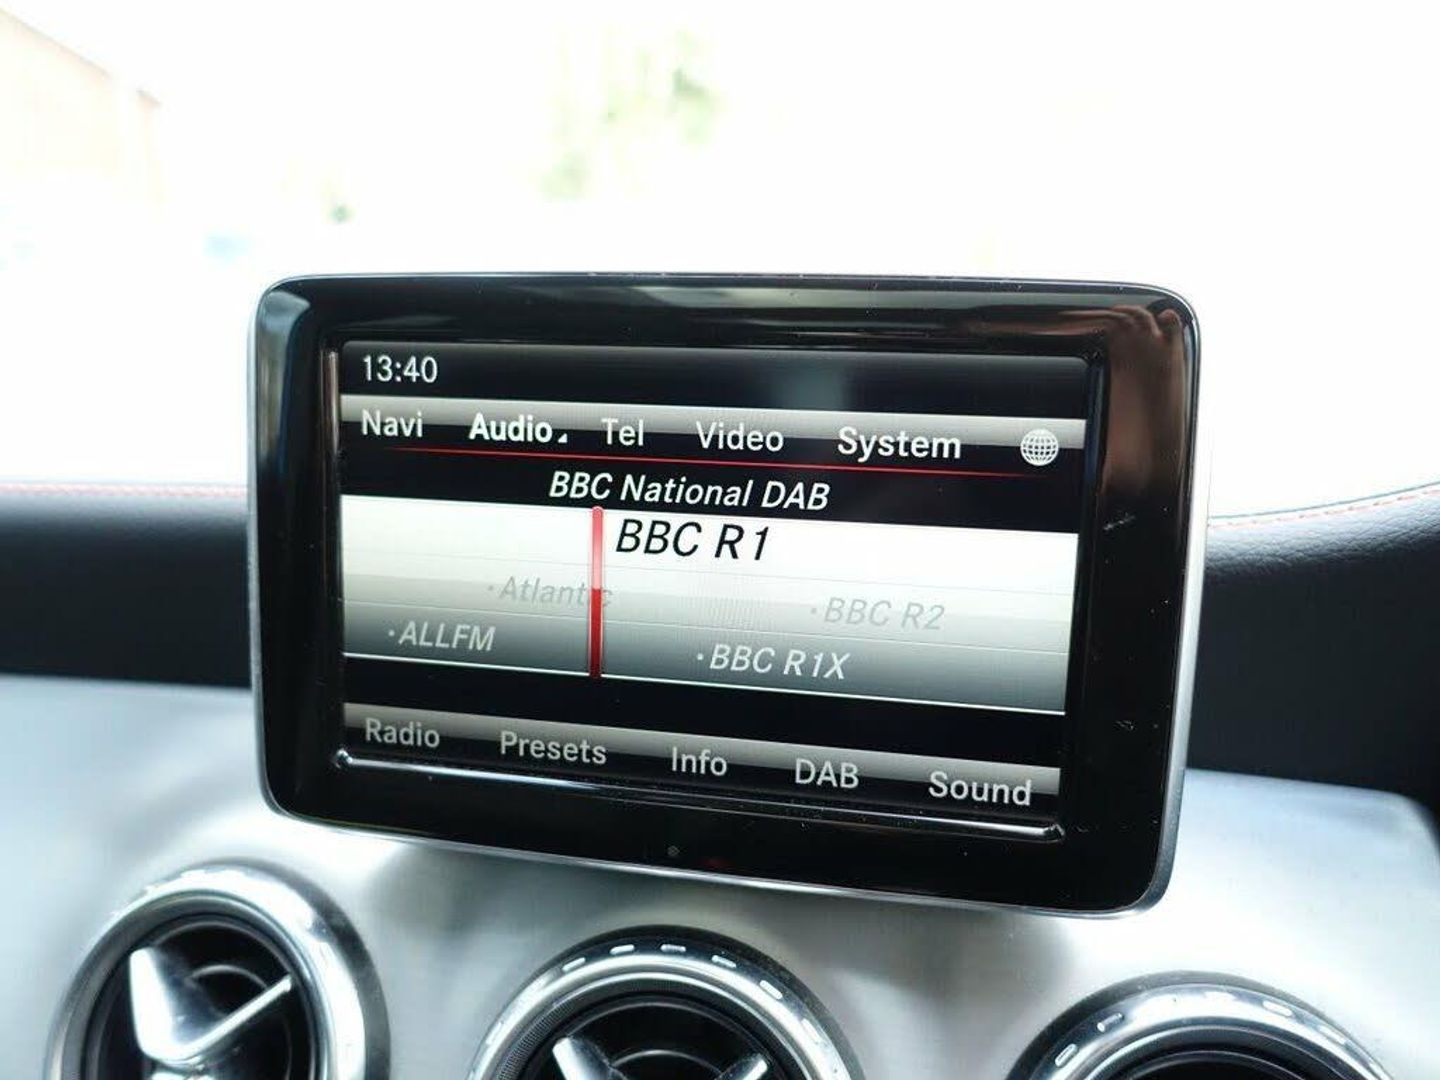 13:40
Navi Audio Tel Video System
BBC National DAB
BBC R1
·Atlantic ·BBC R2
·ALLFM ·BBC R1X
Radio Presets Info DAB Sound